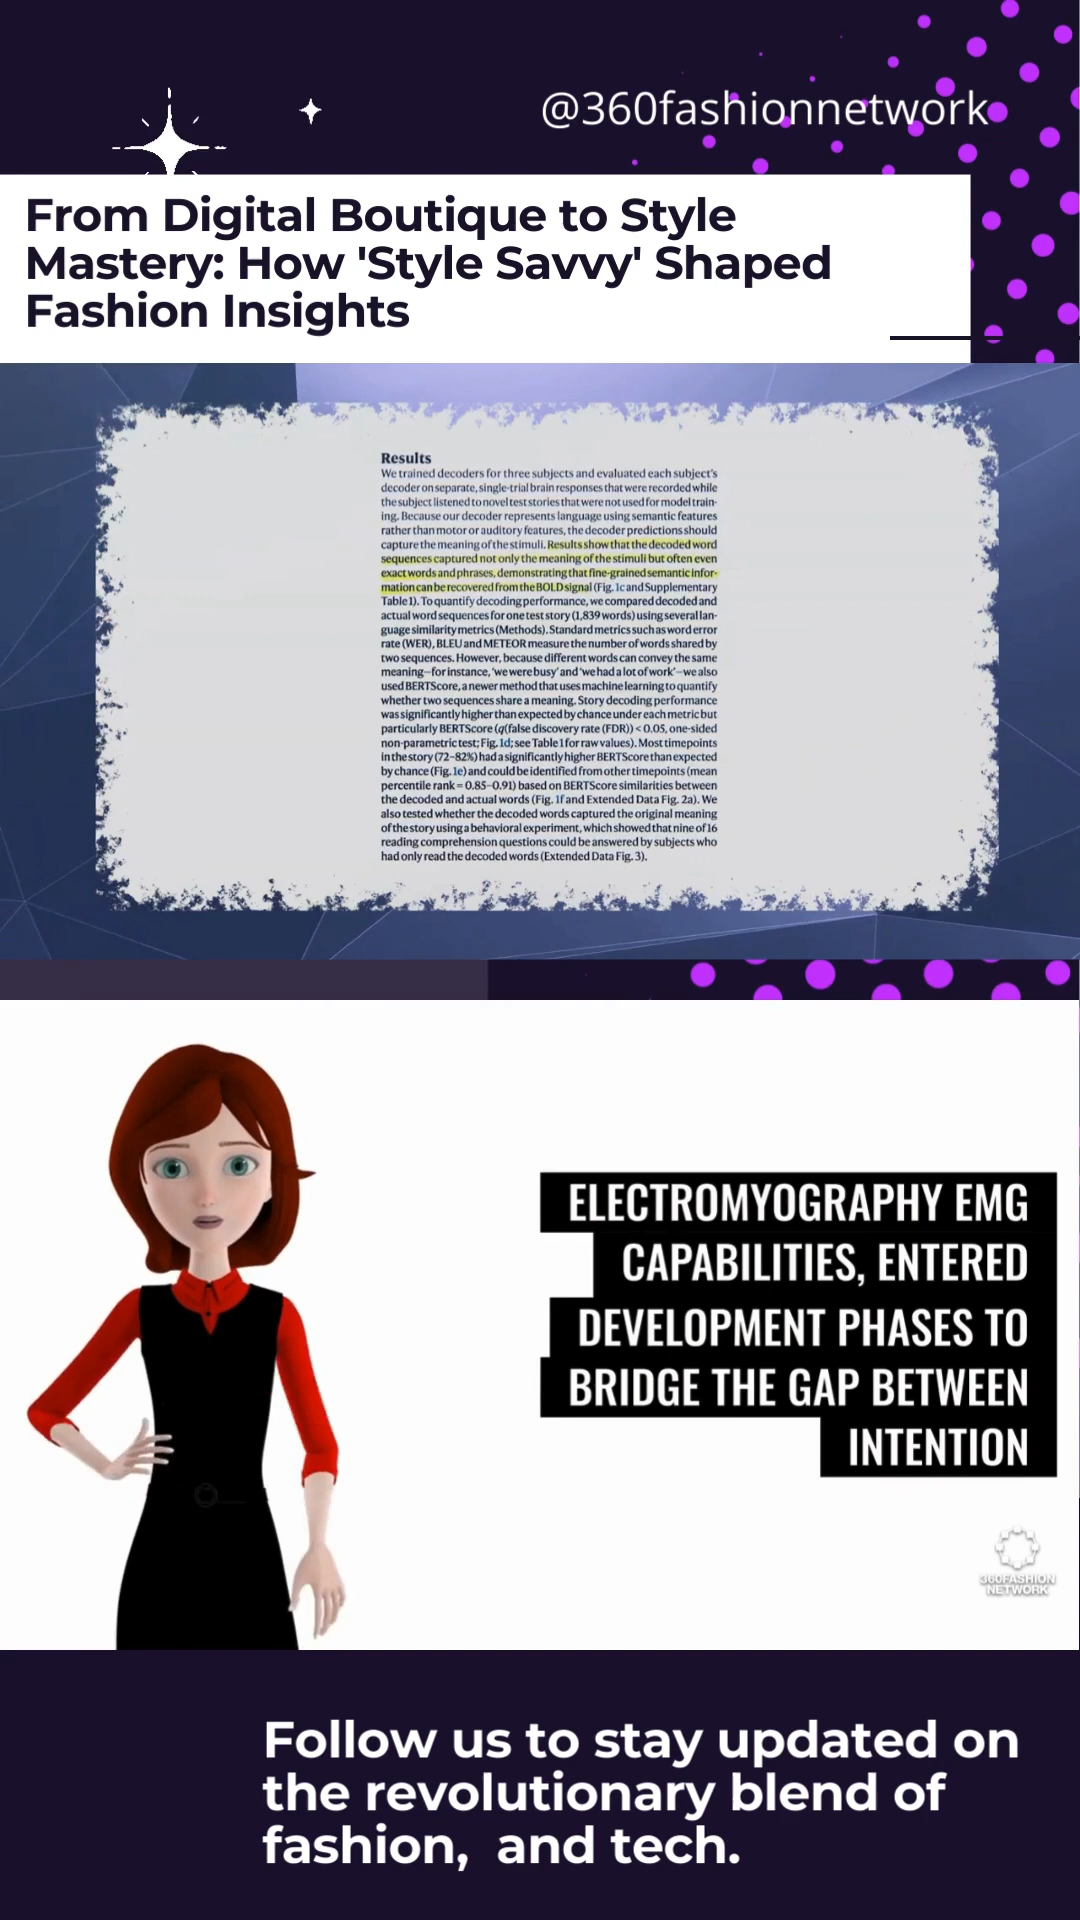 @360fashionnetwork
From Digital Boutique to Style
Mastery: How 'Style Savvy' Shaped
Fashion Insights
Results
We trained decoders for three subjects and evaluated each subject's
decoder on separate, single-trial brain responses that were recorded while
the subject listened to novel test stories that were not used for model train-
ing. Because our decoder represents language using semantic features
rather than motor or auditory features, the decoder predictions should
capture the meaning of the stimuli. Results show that the decoded word
sequences captured not only the meaning of the stimuli but often even
exact words and phrases, demonstrating that fine-grained semantic infor-
mation can be recovered from the BOLD signal (Fig. 1c and Supplementary
Table 1). To quantify decoding performance, we compared decoded and
actual word sequences for one test story (1,839 words) using several lan-
guage similarity metrics (Methods). Standard metrics such as word error
rate (WER), BLEU and METEOR measure the number of words shared by
two sequences. However, because different words can convey the same
meaning—for instance, 'we were busy' and 'we had a lot of work'—we also
used BERTScore, a newer method that uses machine learning to quantify
whether two sequences share a meaning. Story decoding performance
was significantly higher than expected by chance under each metric but
particularly BERTScore (q(false discovery rate (FDR)) < 0.05, one-sided
non-parametric test; Fig. 1d; see Table 1 for raw values). Most timepoints
in the story (72–82%) had a significantly higher BERTScore than expected
by chance (Fig. 1e) and could be identified from other timepoints (mean
percentile rank = 0.85–0.91) based on BERTScore similarities between
the decoded and actual words (Fig. 1f and Extended Data Fig. 2a). We
also tested whether the decoded words captured the original meaning
of the story using a behavioral experiment, which showed that nine of 16
reading comprehension questions could be answered by subjects who
had only read the decoded words (Extended Data Fig. 3).
ELECTROMYOGRAPHY EMG
CAPABILITIES, ENTERED
DEVELOPMENT PHASES TO
BRIDGE THE GAP BETWEEN
INTENTION
360FASHION
NETWORK
Follow us to stay updated on
the revolutionary blend of
fashion,  and tech.